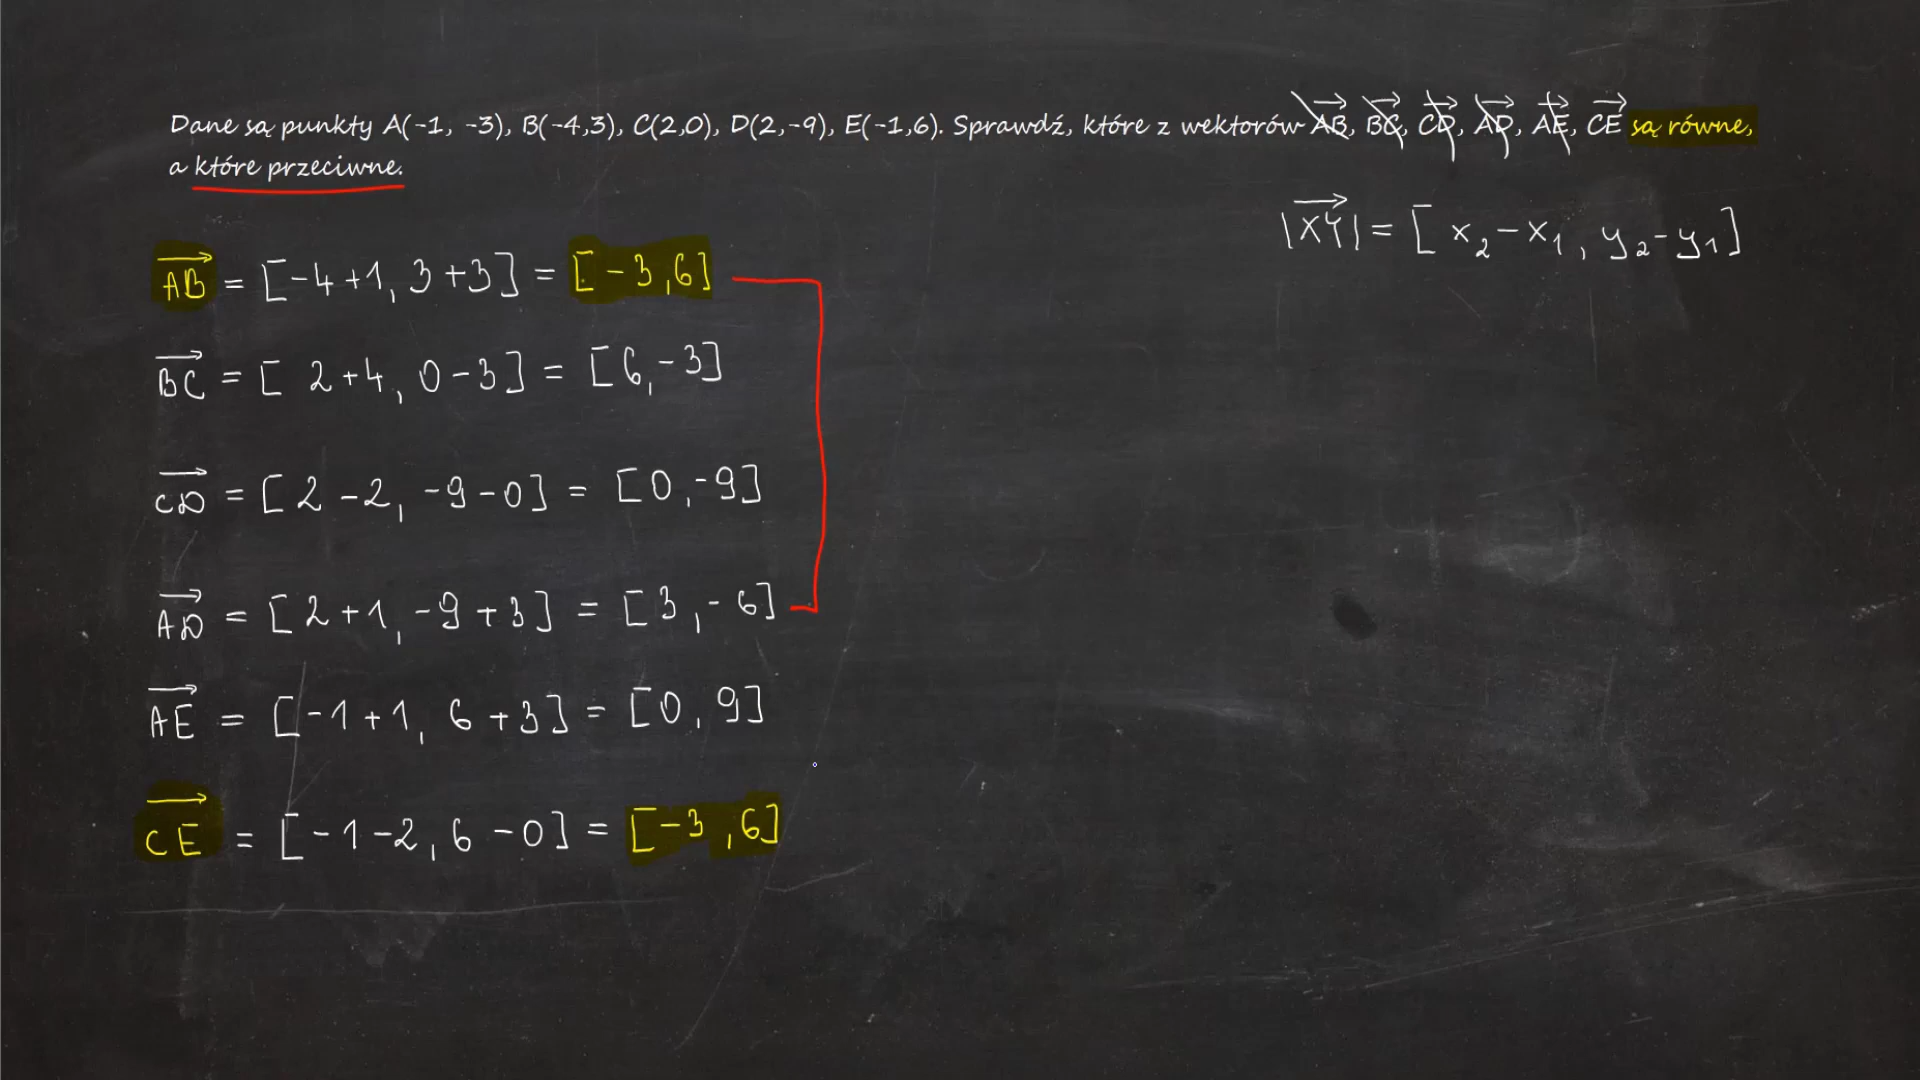 Dane są punkty A(-1, -3), B(-4,3), C(2,0), D(2,-9), E(-1,6). Sprawdź, które z wektorów AB, BC, CD, AD, AE, CE są równe,
a które przeciwne.
|XY| = [x₂-x₁, y₂-y₁]
AB = [-4+1, 3+3] = [-3,6]
BC = [2+4, 0-3] = [6,-3]
CD = [2-2, -9-0] = [0,-9]
AD = [2+1, -9+3] = [3,-6]
AE = [-1+1, 6+3] = [0,9]
CE = [-1-2, 6-0] = [-3,6]